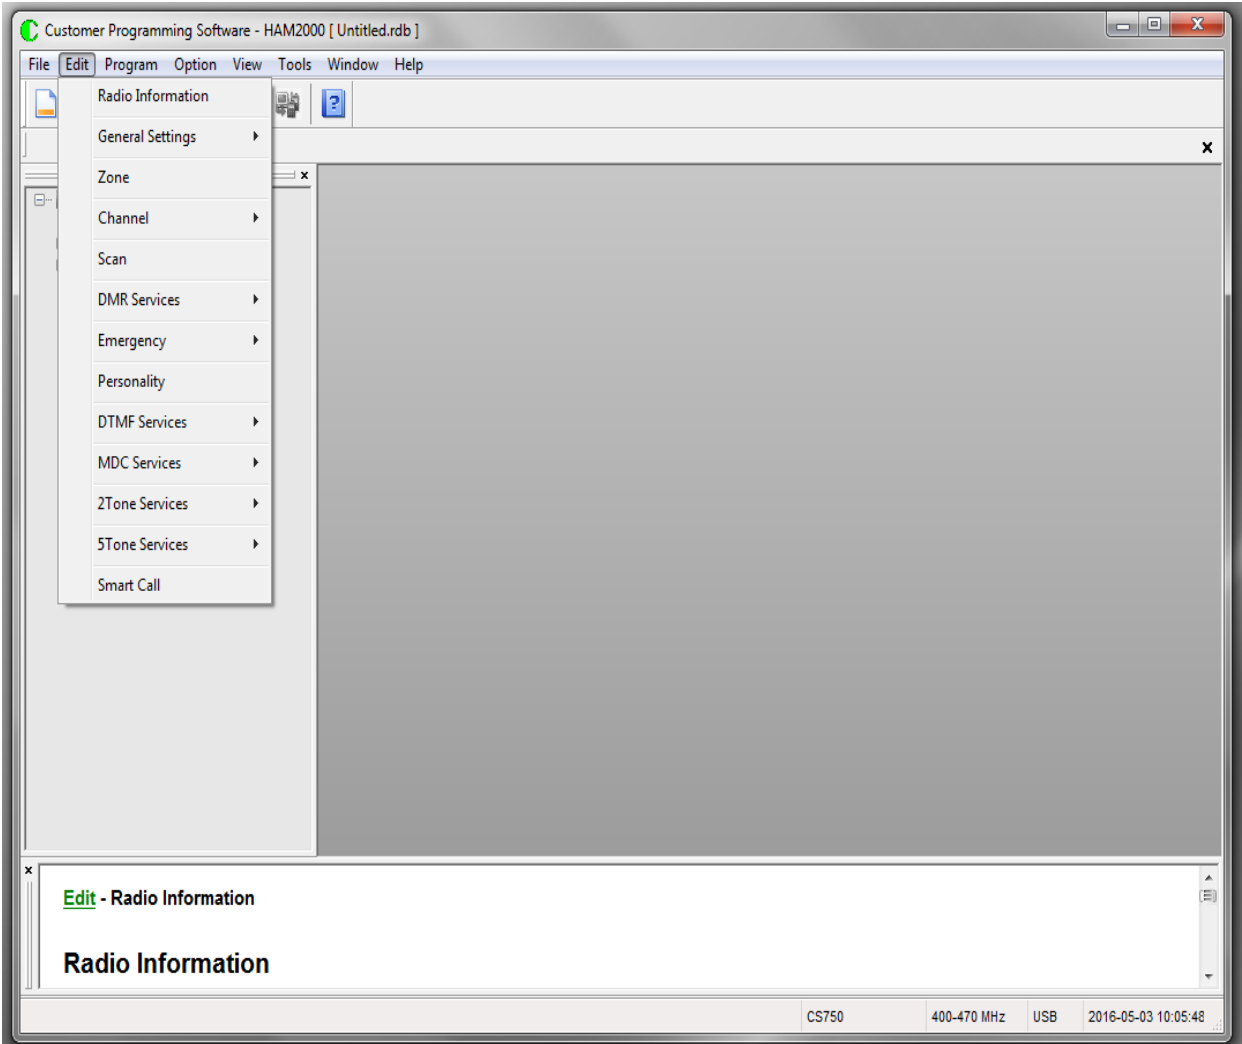 Customer Programming Software - HAM2000 [ Untitled.rdb ]
File Edit Program Option View Tools Window Help
Radio Information
General Settings
Zone
Channel
Scan
DMR Services
Emergency
Personality
DTMF Services
MDC Services
2Tone Services
5Tone Services
Smart Call
Edit - Radio Information
Radio Information
CS750 400-470 MHz USB 2016-05-03 10:05:48